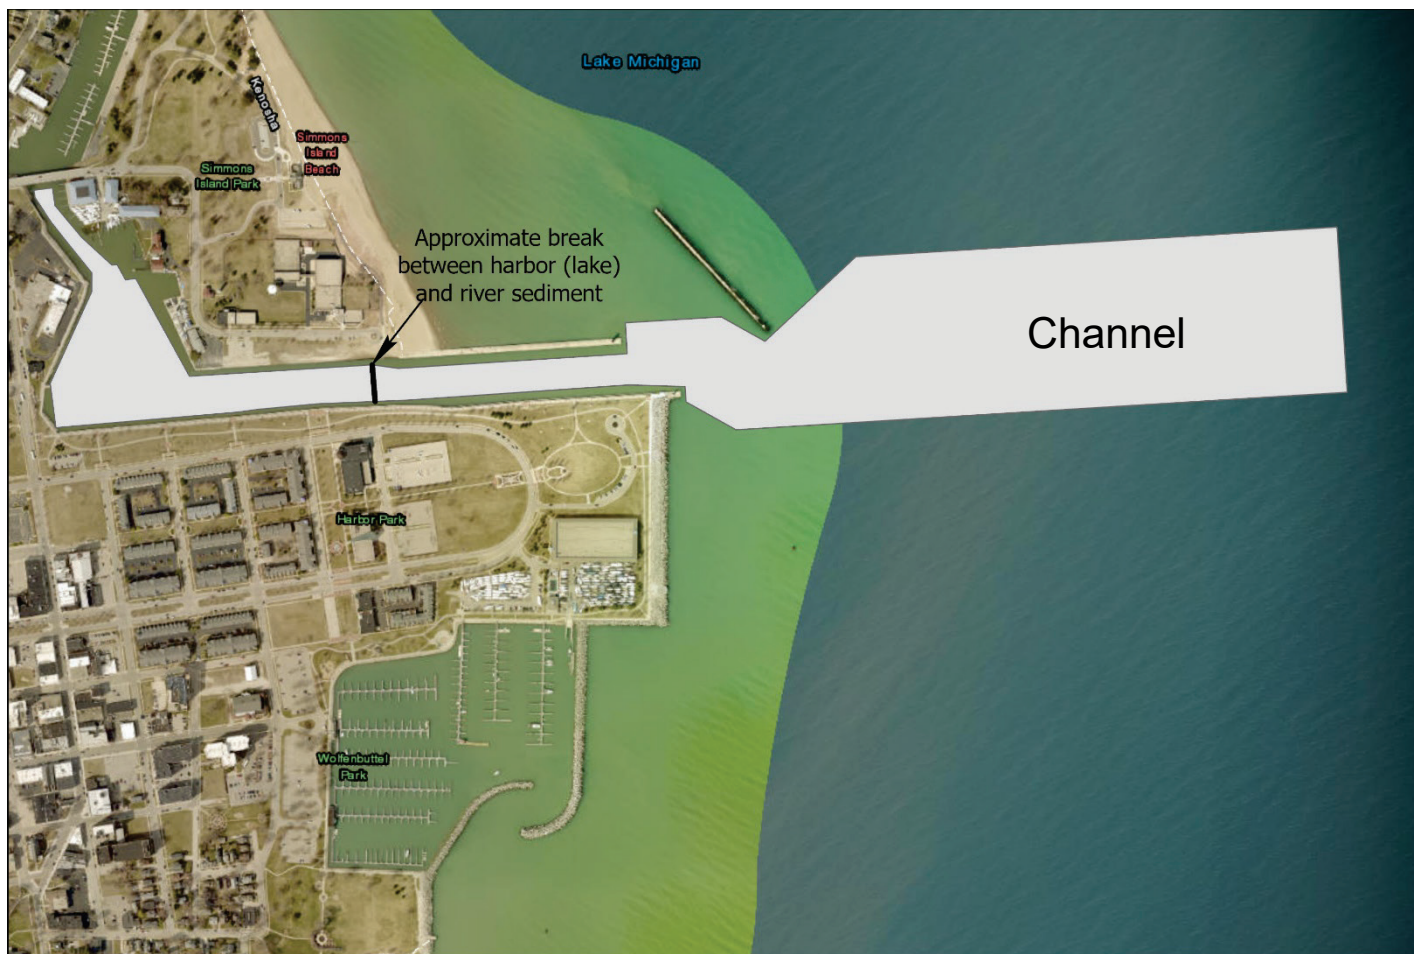 Lake Michigan
Kenosha
Simmons
Island
Beach
Simmons
Island Park
Approximate break
between harbor (lake)
and river sediment
Channel
Harbor Park
Wolfenbuttel
Park